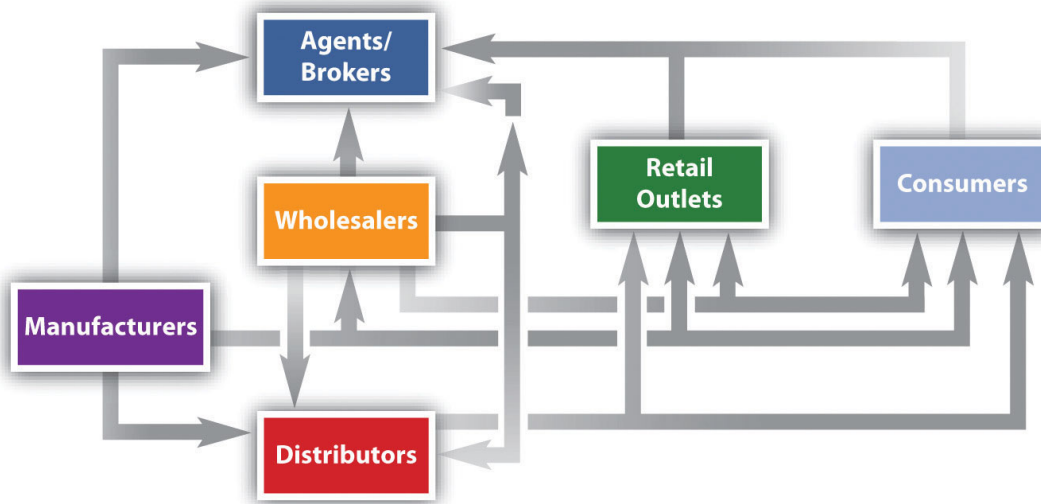 Agents/
Brokers
Retail
Outlets
Consumers
Wholesalers
Manufacturers
Distributors